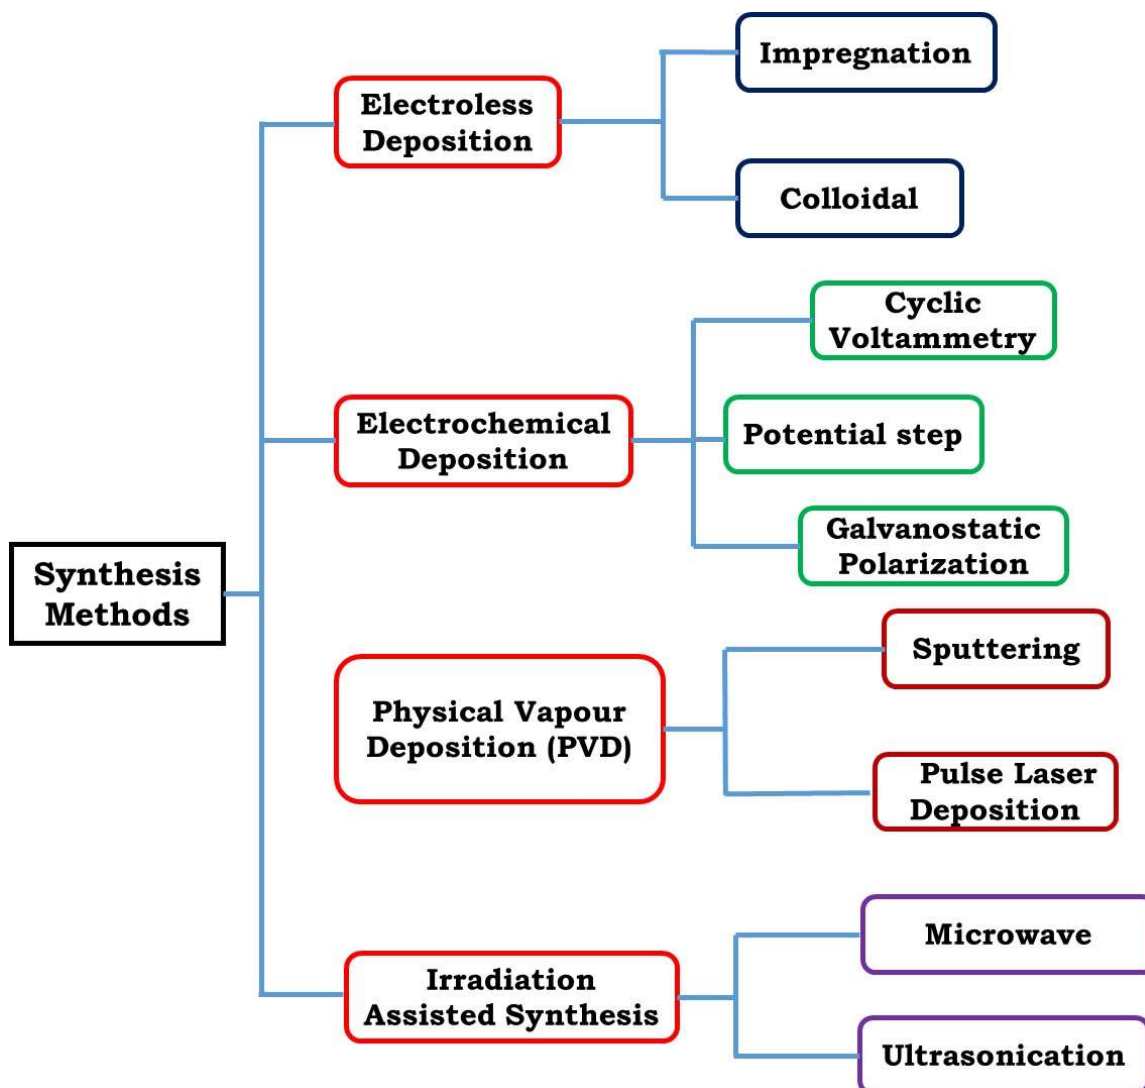 Synthesis
Methods
Electroless
Deposition
Impregnation
Colloidal
Electrochemical
Deposition
Cyclic
Voltammetry
Potential step
Galvanostatic
Polarization
Physical Vapour
Deposition (PVD)
Sputtering
Pulse Laser
Deposition
Irradiation
Assisted Synthesis
Microwave
Ultrasonication